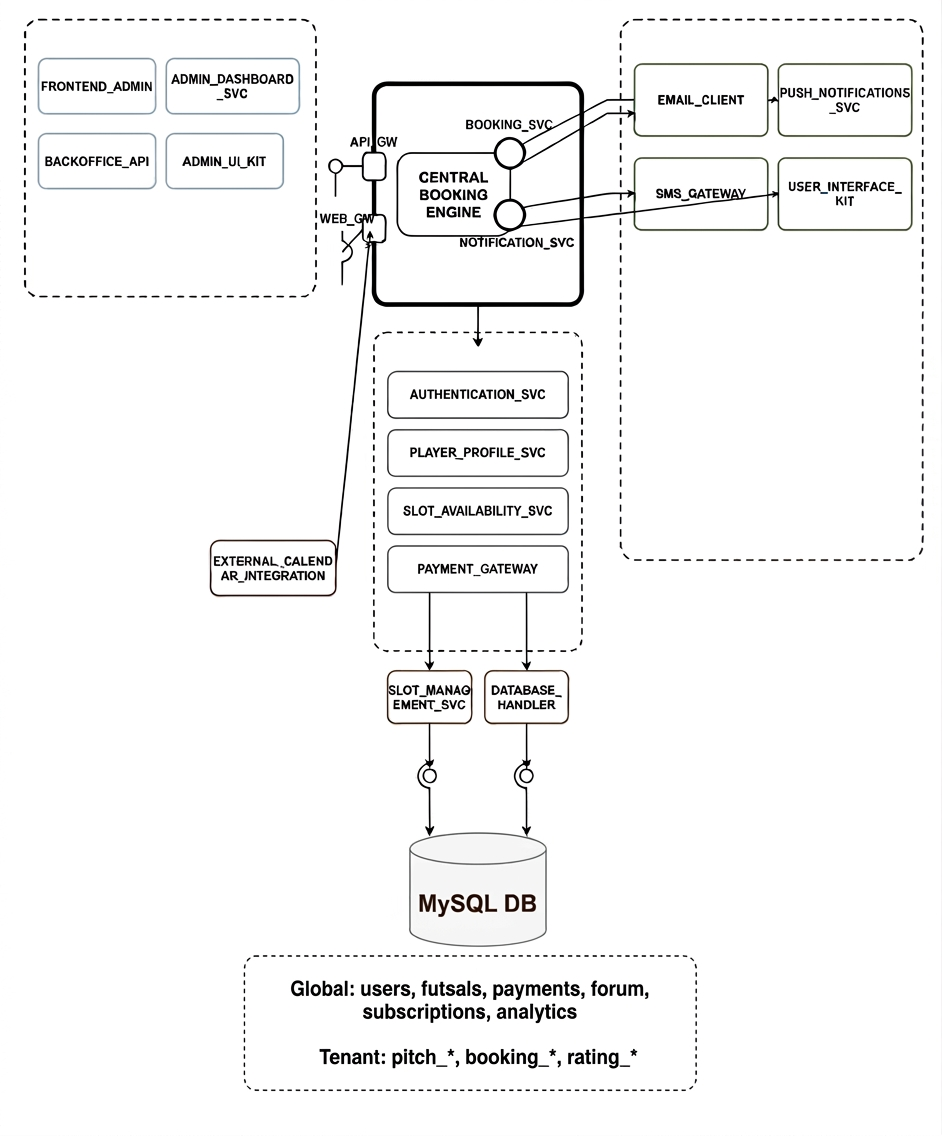 FRONTEND_ADMIN
ADMIN_DASHBOARD
_SVC
BACKOFFICE_API
ADMIN_UI_KIT
API_GW
WEB_GW
BOOKING_SVC
CENTRAL
BOOKING
ENGINE
NOTIFICATION_SVC
EMAIL_CLIENT
PUSH_NOTIFICATIONS
_SVC
SMS_GATEWAY
USER_INTERFACE_
KIT
AUTHENTICATION_SVC
PLAYER_PROFILE_SVC
SLOT_AVAILABILITY_SVC
PAYMENT_GATEWAY
EXTERNAL_CALEND
AR_INTEGRATION
SLOT_MANAG
EMENT_SVC
DATABASE_
HANDLER
MySQL DB
Global: users, futsals, payments, forum,
subscriptions, analytics
Tenant: pitch_*, booking_*, rating_*